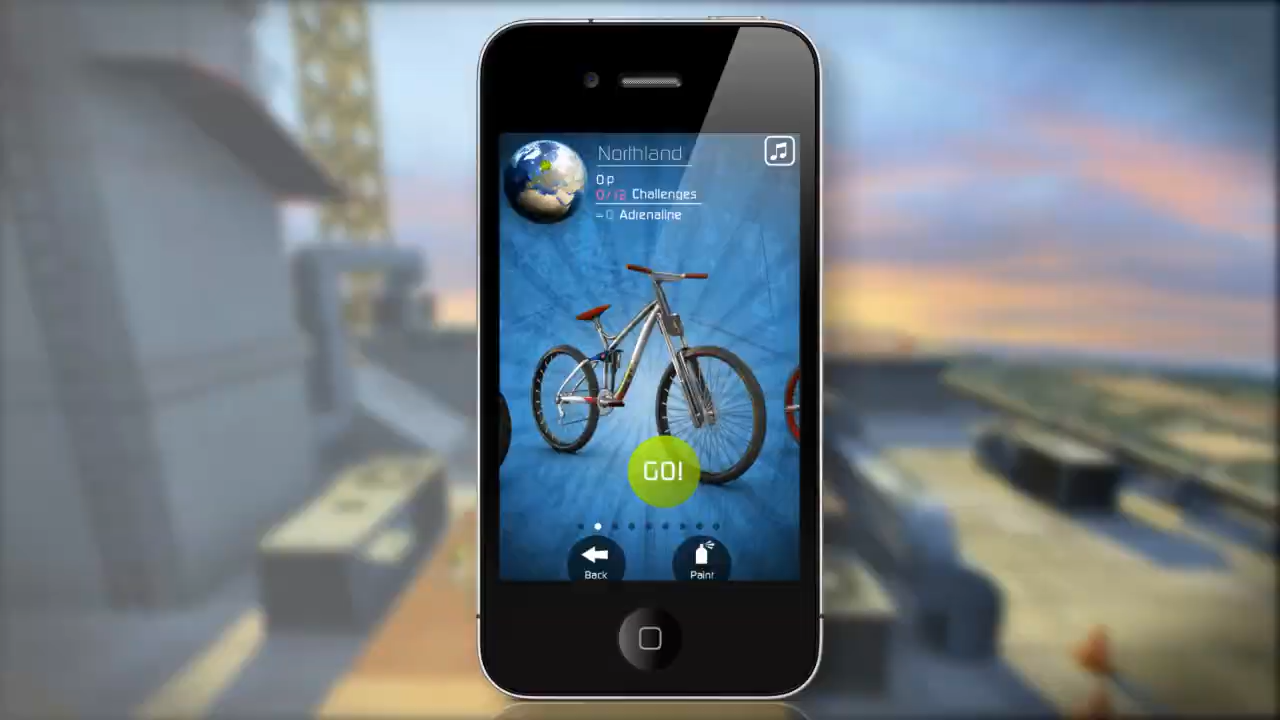 Northland
0 p
0/12 Challenges
= 0 Adrenaline
GO!
Back
Paint